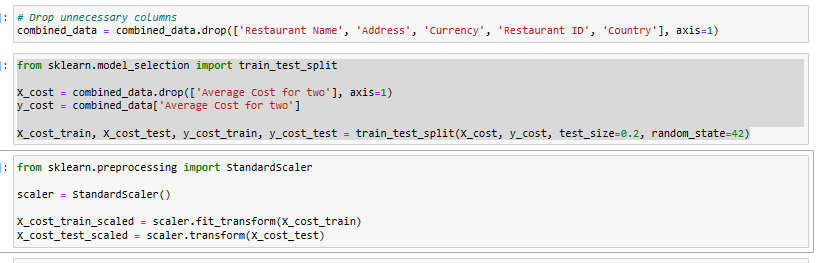 ]:
# Drop unnecessary columns
combined_data = combined_data.drop(['Restaurant Name', 'Address', 'Currency', 'Restaurant ID', 'Country'], axis=1)
]:
from sklearn.model_selection import train_test_split
X_cost = combined_data.drop(['Average Cost for two'], axis=1)
y_cost = combined_data['Average Cost for two']
X_cost_train, X_cost_test, y_cost_train, y_cost_test = train_test_split(X_cost, y_cost, test_size=0.2, random_state=42)
]:
from sklearn.preprocessing import StandardScaler
scaler = StandardScaler()
X_cost_train_scaled = scaler.fit_transform(X_cost_train)
X_cost_test_scaled = scaler.transform(X_cost_test)